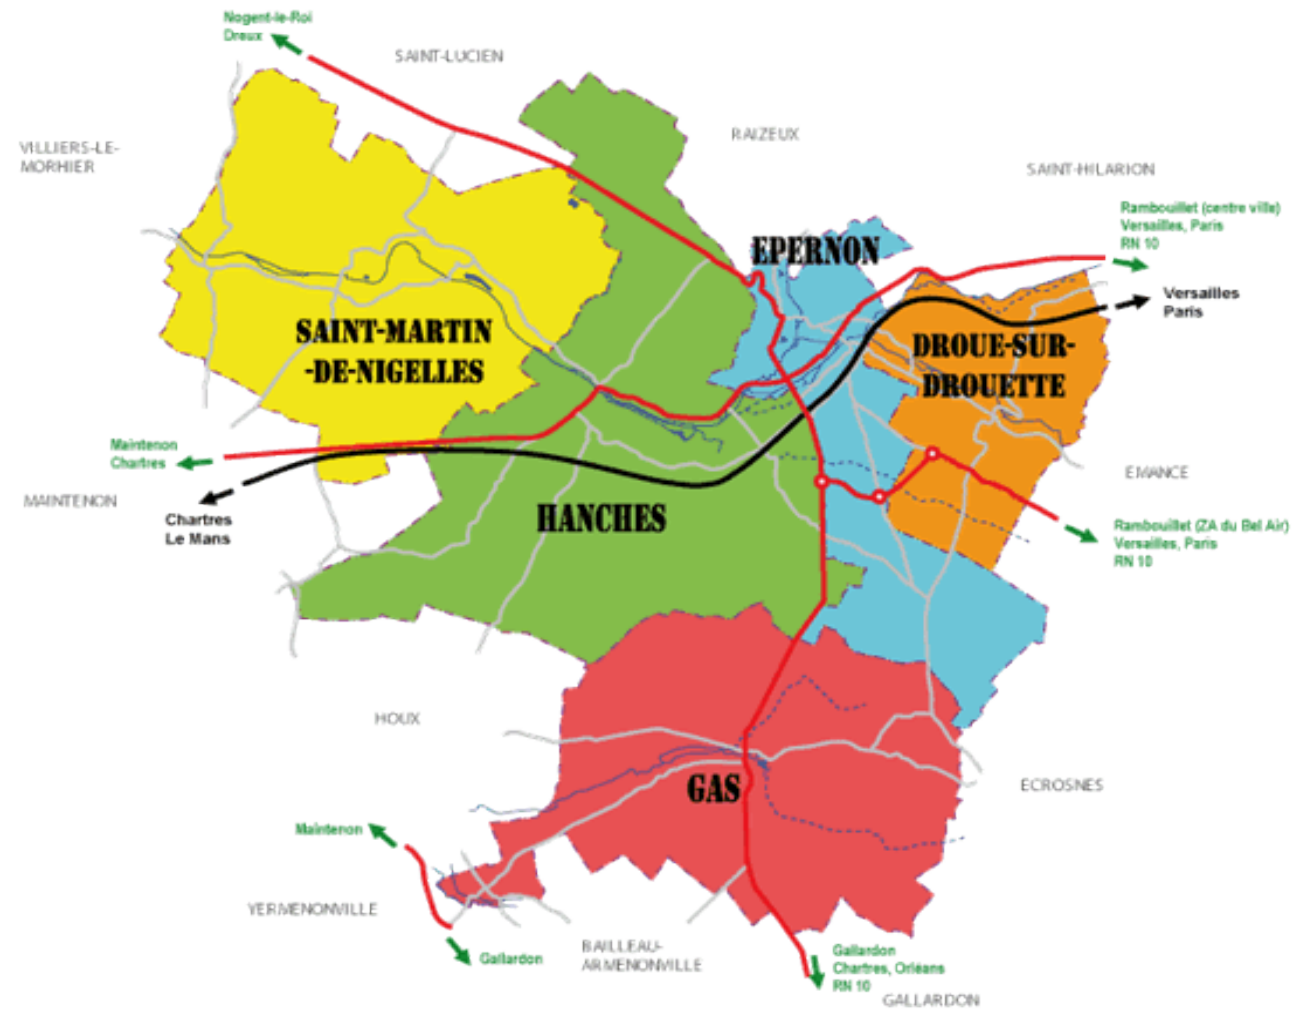 Nogent-le-Roi
Dreux
SAINT-LUCIEN
RAIZEUX
VILLIERS-LE-
MORHIER
SAINT-HILARION
Rambouillet (centre ville)
Versailles, Paris
RN 10
EPERNON
Versailles
Paris
SAINT-MARTIN
-DE-NIGELLES
DROUE-SUR-
DROUETTE
Maintenon
Chartres
EMANCE
MAINTENON
Chartres
Le Mans
HANCHES
Rambouillet (ZA du Bel Air)
Versailles, Paris
RN 10
HOUX
GAS
ECROSNES
Maintenon
YERMENONVILLE
Gallardon
BAILLEAU-
ARMENONVILLE
Gallardon
Chartres, Orléans
RN 10
GALLARDON